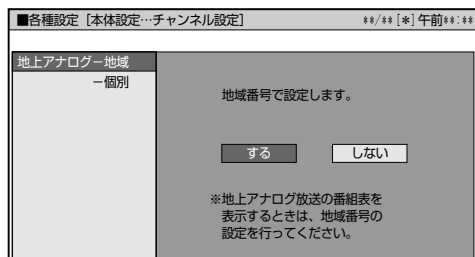 ■各種設定［本体設定…チャンネル設定］ **/**[*]午前**:**
地上アナログ－地域
－個別
地域番号で設定します。
する しない
※地上アナログ放送の番組表を
表示するときは、地域番号の
設定を行ってください。